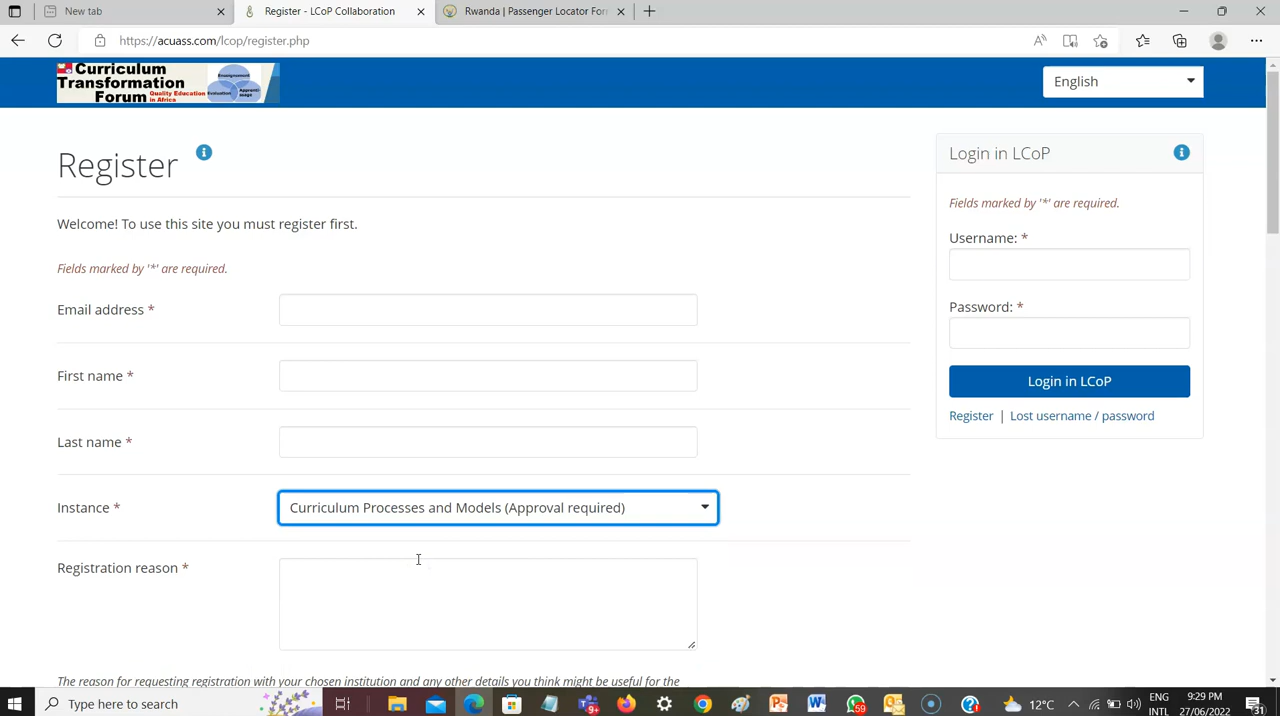 New tab
Register - LCoP Collaboration
Rwanda | Passenger Locator For
https://acuass.com/lcop/register.php
Curriculum
Transformation
Forum Quality Education
in Africa
English
Register
Welcome! To use this site you must register first.
Fields marked by '*' are required.
Email address *
First name *
Last name *
Instance *
Curriculum Processes and Models (Approval required)
Registration reason *
The reason for requesting registration with your chosen institution and any other details you think might be useful for the
Login in LCoP
Fields marked by '*' are required.
Username: *
Password: *
Login in LCoP
Register | Lost username / password
Type here to search
9+
59
12°C
ENG
INTL
9:29 PM
27/06/2022
31